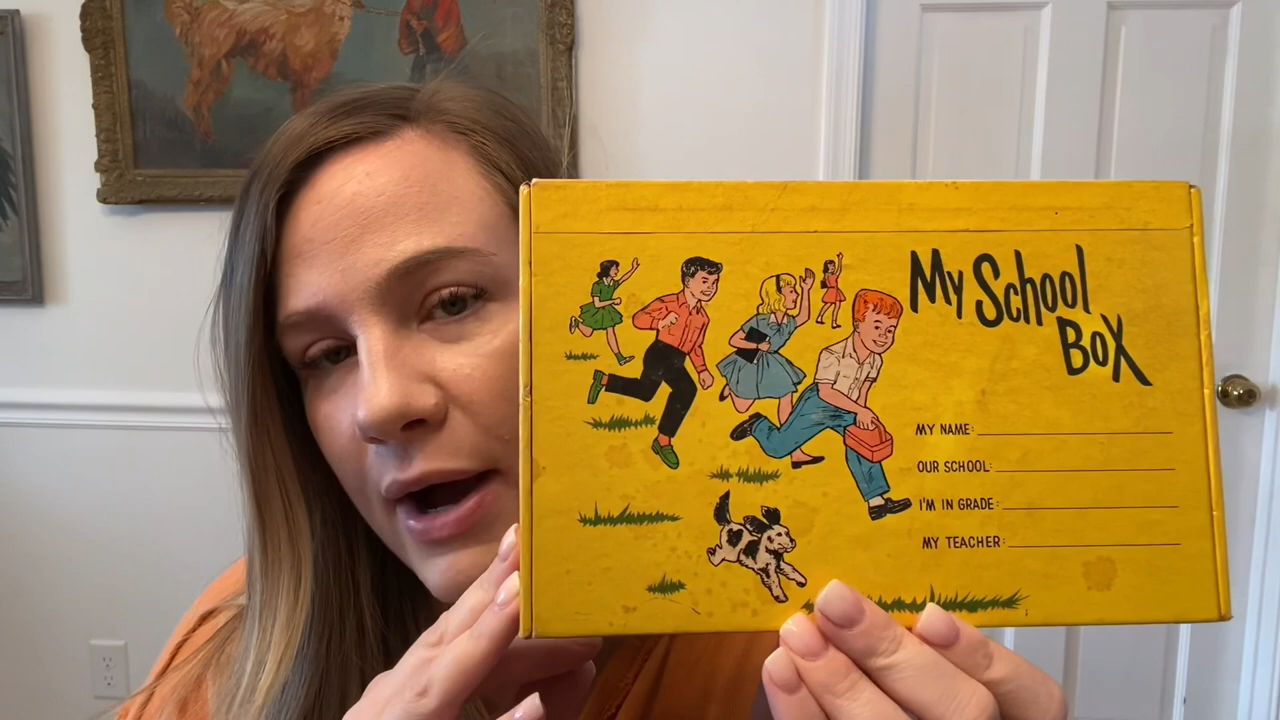 My School
Box
MY NAME:
OUR SCHOOL:
I'M IN GRADE:
MY TEACHER: